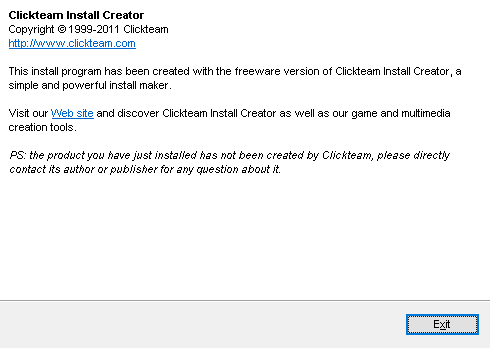 Clickteam Install Creator
Copyright © 1999-2011 Clickteam
http://www.clickteam.com
This install program has been created with the freeware version of Clickteam Install Creator, a
simple and powerful install maker.
Visit our Web site and discover Clickteam Install Creator as well as our game and multimedia
creation tools.
PS: the product you have just installed has not been created by Clickteam, please directly
contact its author or publisher for any question about it.
Exit